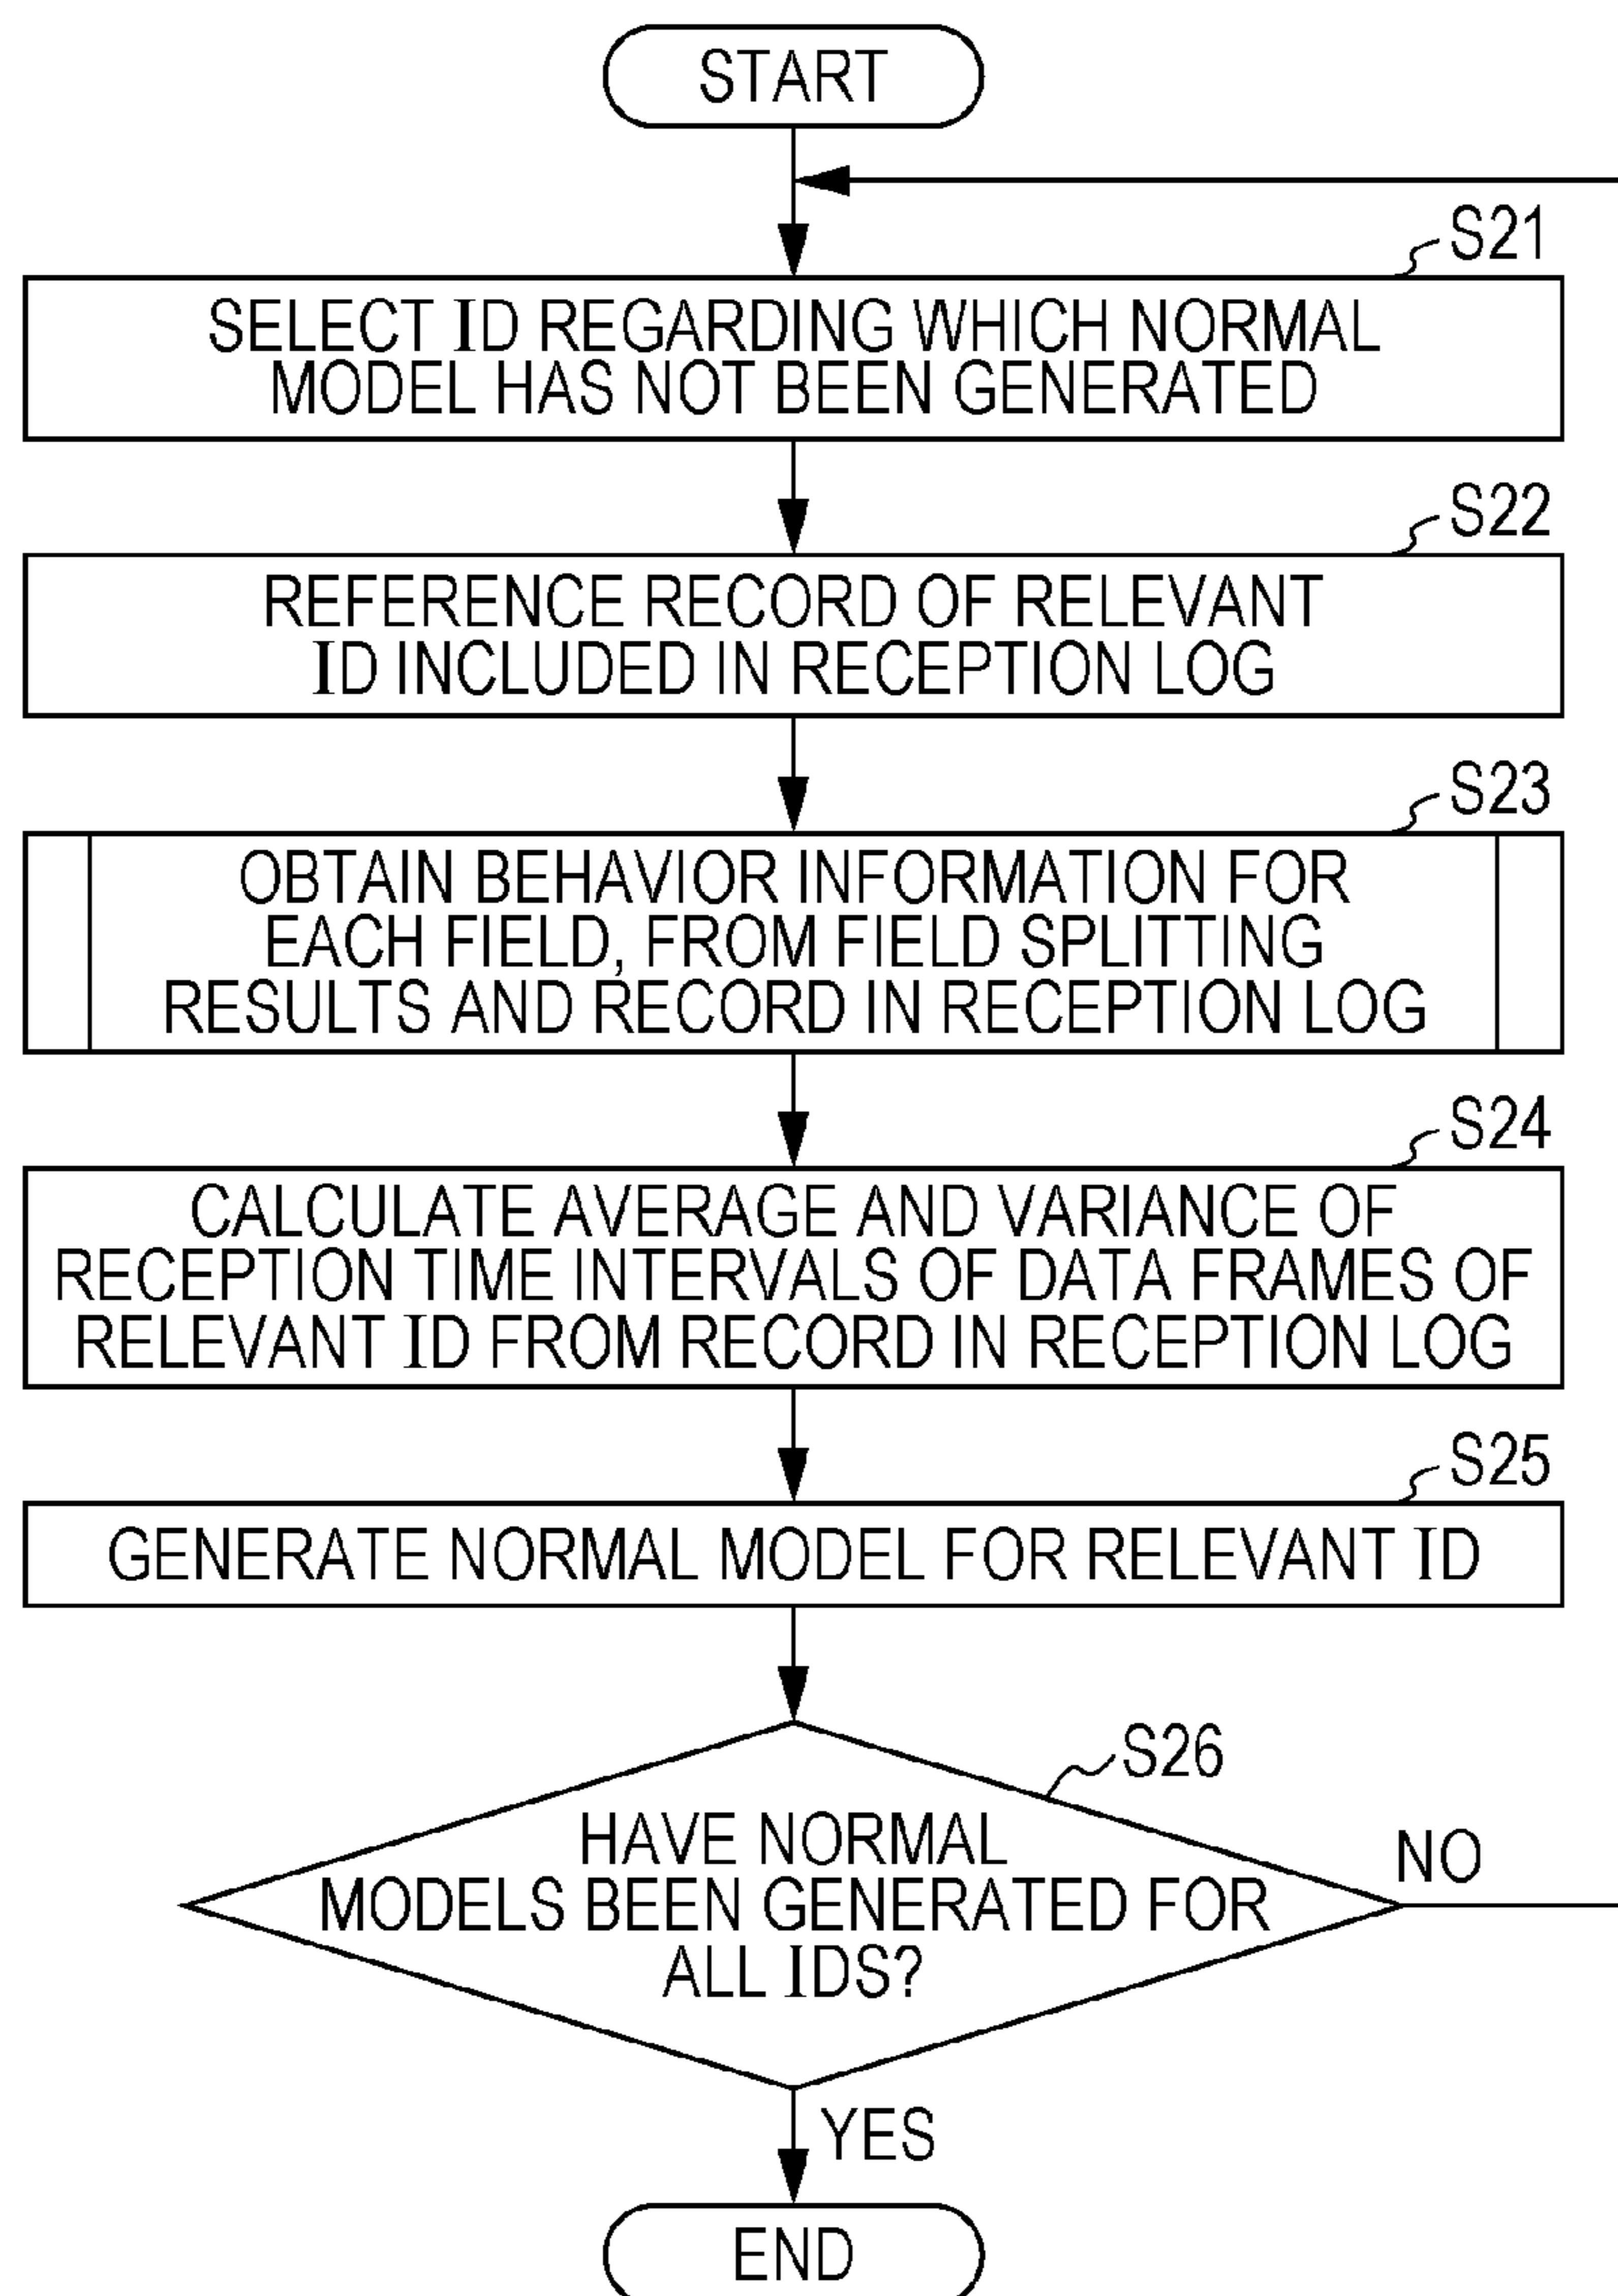 START
S21
SELECT ID REGARDING WHICH NORMAL
MODEL HAS NOT BEEN GENERATED
S22
REFERENCE RECORD OF RELEVANT
ID INCLUDED IN RECEPTION LOG
S23
OBTAIN BEHAVIOR INFORMATION FOR
EACH FIELD, FROM FIELD SPLITTING
RESULTS AND RECORD IN RECEPTION LOG
S24
CALCULATE AVERAGE AND VARIANCE OF
RECEPTION TIME INTERVALS OF DATA FRAMES OF
RELEVANT ID FROM RECORD IN RECEPTION LOG
S25
GENERATE NORMAL MODEL FOR RELEVANT ID
S26
HAVE NORMAL
MODELS BEEN GENERATED FOR
ALL IDS?
NO
YES
END